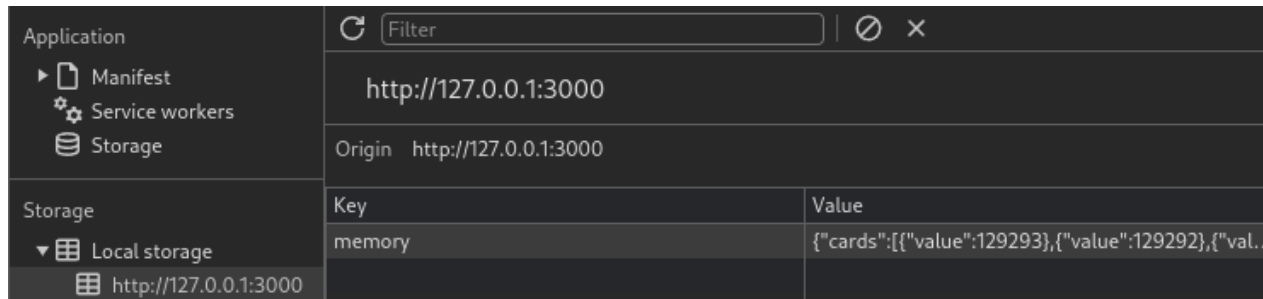 Application
Manifest
Service workers
Storage
Storage
Local storage
http://127.0.0.1:3000
Filter
http://127.0.0.1:3000
Origin http://127.0.0.1:3000
Key Value
memory {"cards":[{"value":129293},{"value":129292},{"val...